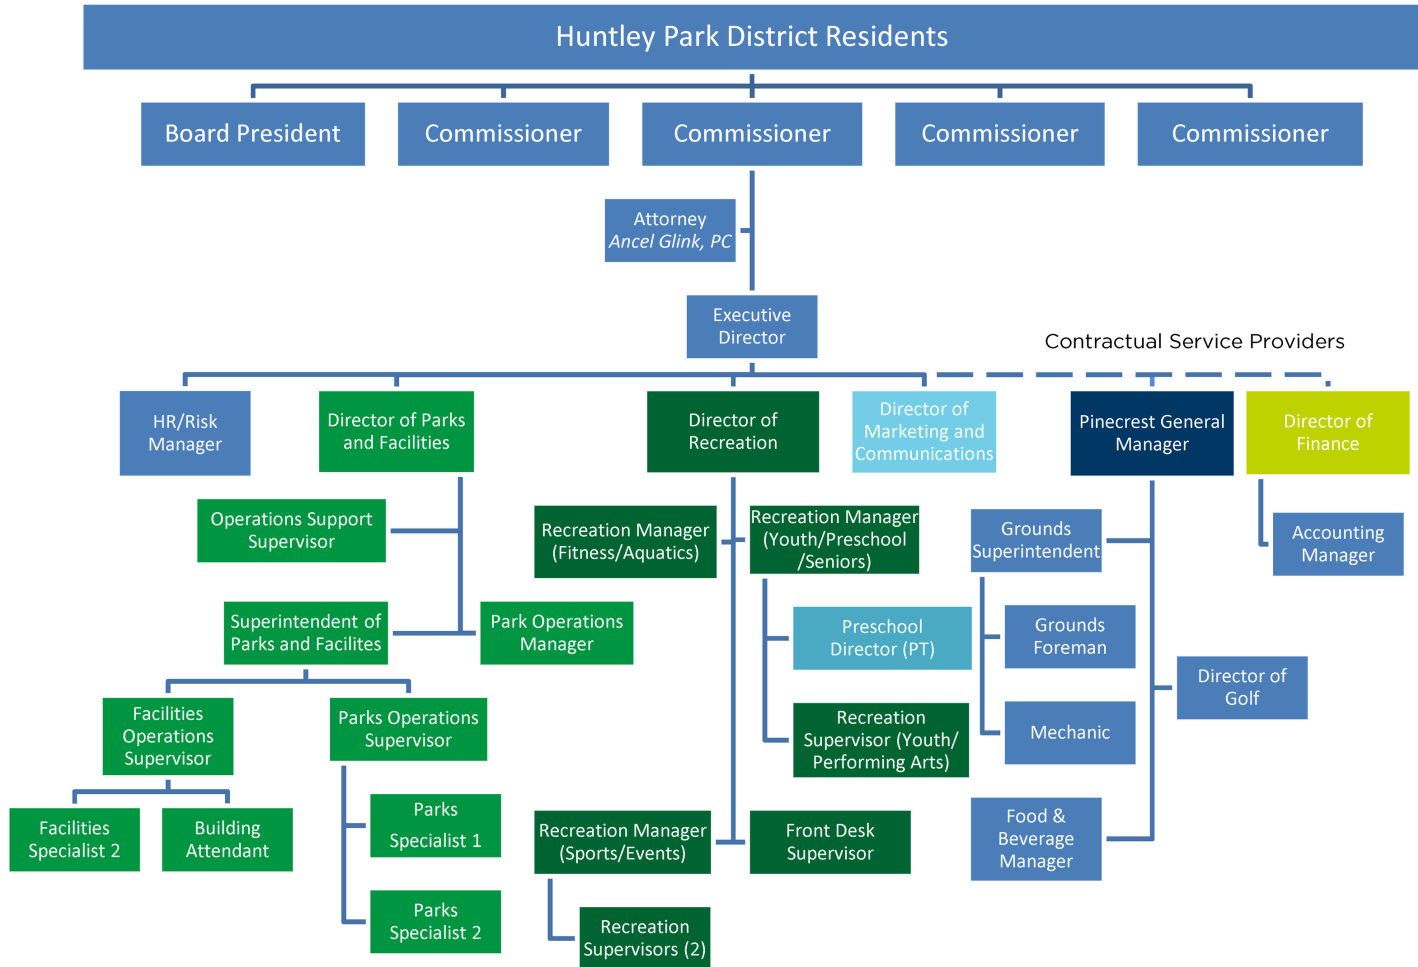 Huntley Park District Residents
Board President
Commissioner
Commissioner
Commissioner
Commissioner
Attorney
Ancel Glink, PC
Executive
Director
Contractual Service Providers
HR/Risk
Manager
Director of Parks
and Facilities
Director of
Recreation
Director of
Marketing and
Communications
Pinecrest General
Manager
Director of
Finance
Operations Support
Supervisor
Recreation Manager
(Fitness/Aquatics)
Recreation Manager
(Youth/Preschool
/Seniors)
Grounds
Superintendent
Accounting
Manager
Superintendent of
Parks and Facilites
Park Operations
Manager
Preschool
Director (PT)
Grounds
Foreman
Director of
Golf
Facilities
Operations
Supervisor
Parks Operations
Supervisor
Recreation
Supervisor (Youth/
Performing Arts)
Mechanic
Facilities
Specialist 2
Building
Attendant
Parks
Specialist 1
Recreation Manager
(Sports/Events)
Front Desk
Supervisor
Food &
Beverage
Manager
Parks
Specialist 2
Recreation
Supervisors (2)